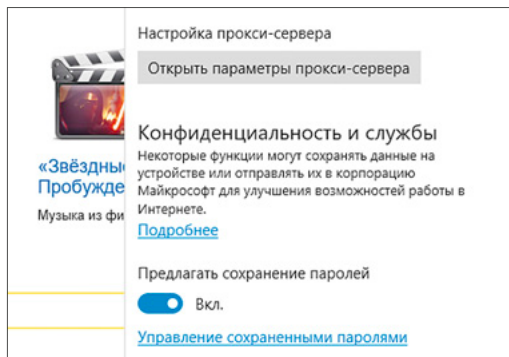 Настройка прокси-сервера
Открыть параметры прокси-сервера
Конфиденциальность и службы
Некоторые функции могут сохранять данные на
устройстве или отправлять их в корпорацию
Майкрософт для улучшения возможностей работы в
Интернете.
Подробнее
Предлагать сохранение паролей
Вкл.
Управление сохраненными паролями
«Звёздны
Пробужде
Музыка из фи